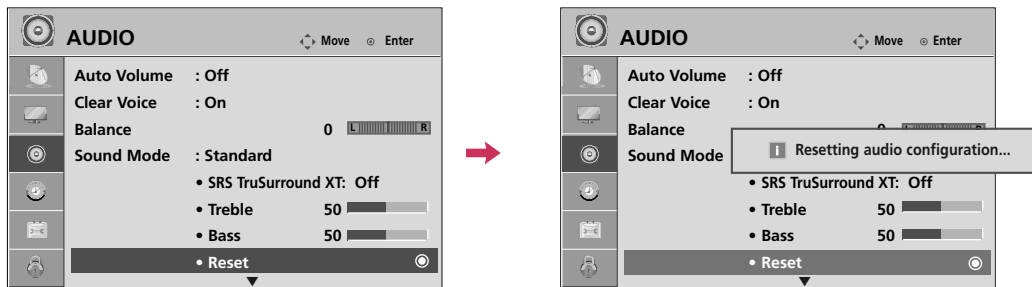 AUDIO
Move
Enter
Auto Volume : Off
Clear Voice : On
Balance 0 L R
Sound Mode : Standard
• SRS TruSurround XT: Off
• Treble 50
• Bass 50
• Reset
AUDIO
Move
Enter
Auto Volume : Off
Clear Voice : On
Balance
Sound Mode
i Resetting audio configuration...
• SRS TruSurround XT: Off
• Treble 50
• Bass 50
• Reset